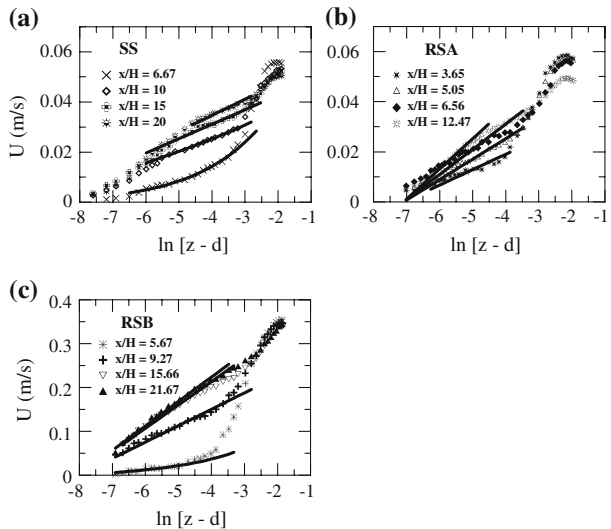 (a)
SS
x/H = 6.67
x/H = 10
x/H = 15
x/H = 20
U (m/s)
0.06
0.04
0.02
0
-8 -7 -6 -5 -4 -3 -2 -1
ln [z - d]
(b)
RSA
x/H = 3.65
x/H = 5.05
x/H = 6.56
x/H = 12.47
U (m/s)
0.06
0.04
0.02
0
-8 -7 -6 -5 -4 -3 -2 -1
ln [z - d]
(c)
RSB
x/H = 5.67
x/H = 9.27
x/H = 15.66
x/H = 21.67
U (m/s)
0.4
0.3
0.2
0.1
0
-8 -7 -6 -5 -4 -3 -2 -1
ln [z - d]